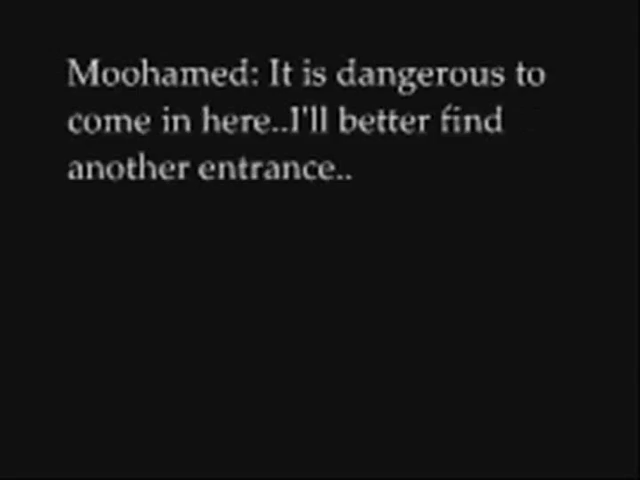 Moohamed: It is dangerous to
come in here..I'll better find
another entrance..